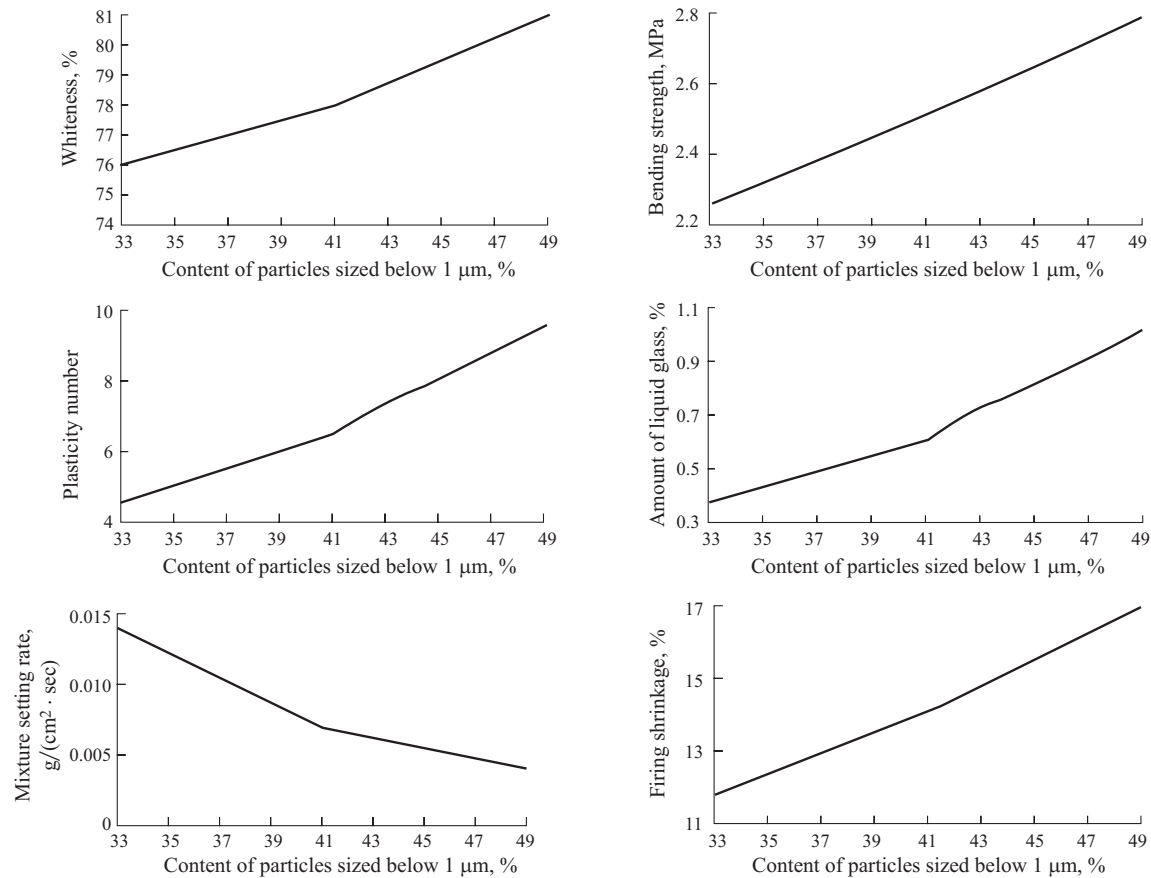 Whiteness, %
81
80
79
78
77
76
75
74
33 35 37 39 41 43 45 47 49
Content of particles sized below 1 μm, %
Bending strength, MPa
2.8
2.6
2.4
2.2
33 35 37 39 41 43 45 47 49
Content of particles sized below 1 μm, %
Plasticity number
10
8
6
4
33 35 37 39 41 43 45 47 49
Content of particles sized below 1 μm, %
Amount of liquid glass, %
1.1
0.9
0.7
0.5
0.3
33 35 37 39 41 43 45 47 49
Content of particles sized below 1 μm, %
Mixture setting rate,
g/(cm² · sec)
0.015
0.010
0.005
0
33 35 37 39 41 43 45 47 49
Content of particles sized below 1 μm, %
Firing shrinkage, %
17
15
13
11
33 35 37 39 41 43 45 47 49
Content of particles sized below 1 μm, %